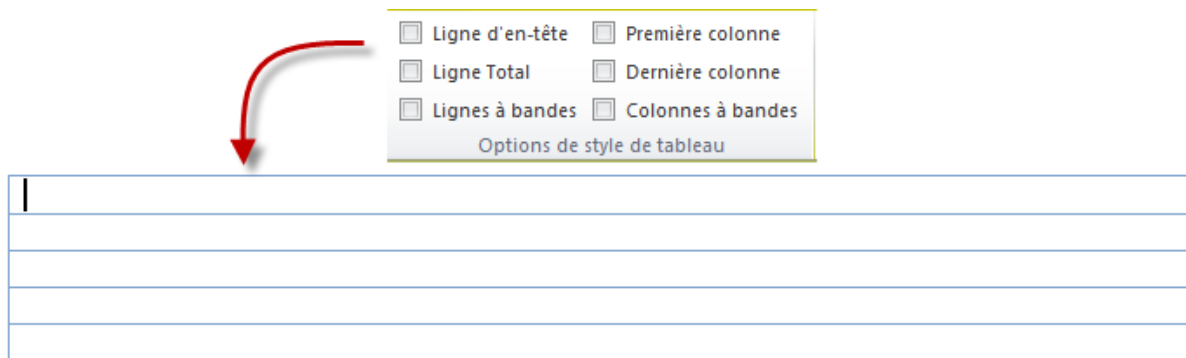 Ligne d'en-tête Première colonne
Ligne Total Dernière colonne
Lignes à bandes Colonnes à bandes
Options de style de tableau